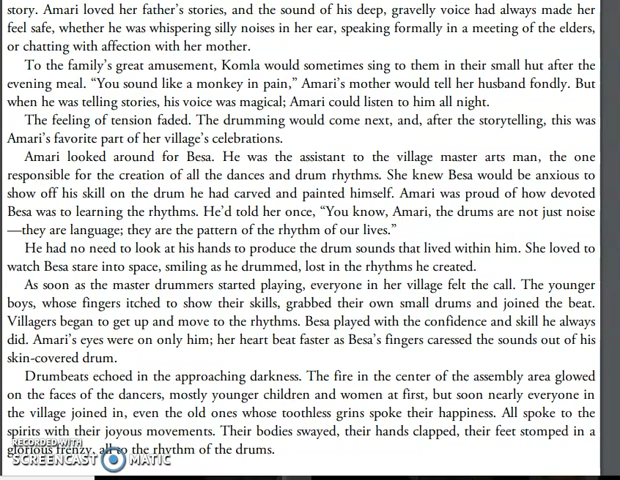 story. Amari loved her father's stories, and the sound of his deep, gravelly voice had always made her
feel safe, whether he was whispering silly noises in her ear, speaking formally in a meeting of the elders,
or chatting with affection with her mother.
To the family's great amusement, Komla would sometimes sing to them in their small hut after the
evening meal. “You sound like a monkey in pain,” Amari's mother would tell her husband fondly. But
when he was telling stories, his voice was magical; Amari could listen to him all night.
The feeling of tension faded. The drumming would come next, and, after the storytelling, this was
Amari's favorite part of her village's celebrations.
Amari looked around for Besa. He was the assistant to the village master arts man, the one
responsible for the creation of all the dances and drum rhythms. She knew Besa would be anxious to
show off his skill on the drum he had carved and painted himself. Amari was proud of how devoted
Besa was to learning the rhythms. He'd told her once, “You know, Amari, the drums are not just noise
—they are language; they are the pattern of the rhythm of our lives.”
He had no need to look at his hands to produce the drum sounds that lived within him. She loved to
watch Besa stare into space, smiling as he drummed, lost in the rhythms he created.
As soon as the master drummers started playing, everyone in her village felt the call. The younger
boys, whose fingers itched to show their skills, grabbed their own small drums and joined the beat.
Villagers began to get up and move to the rhythms. Besa played with the confidence and skill he always
did. Amari's eyes were on only him; her heart beat faster as Besa's fingers caressed the sounds out of his
skin-covered drum.
Drumbeats echoed in the approaching darkness. The fire in the center of the assembly area glowed
on the faces of the dancers, mostly younger children and women at first, but soon nearly everyone in
the village joined in, even the old ones whose toothless grins spoke their happiness. All spoke to the
spirits with their joyous movements. Their bodies swayed, their hands clapped, their feet stomped in a
glorious frenzy, all to the rhythm of the drums.
RECORDED WITH
SCREENCAST MATIC